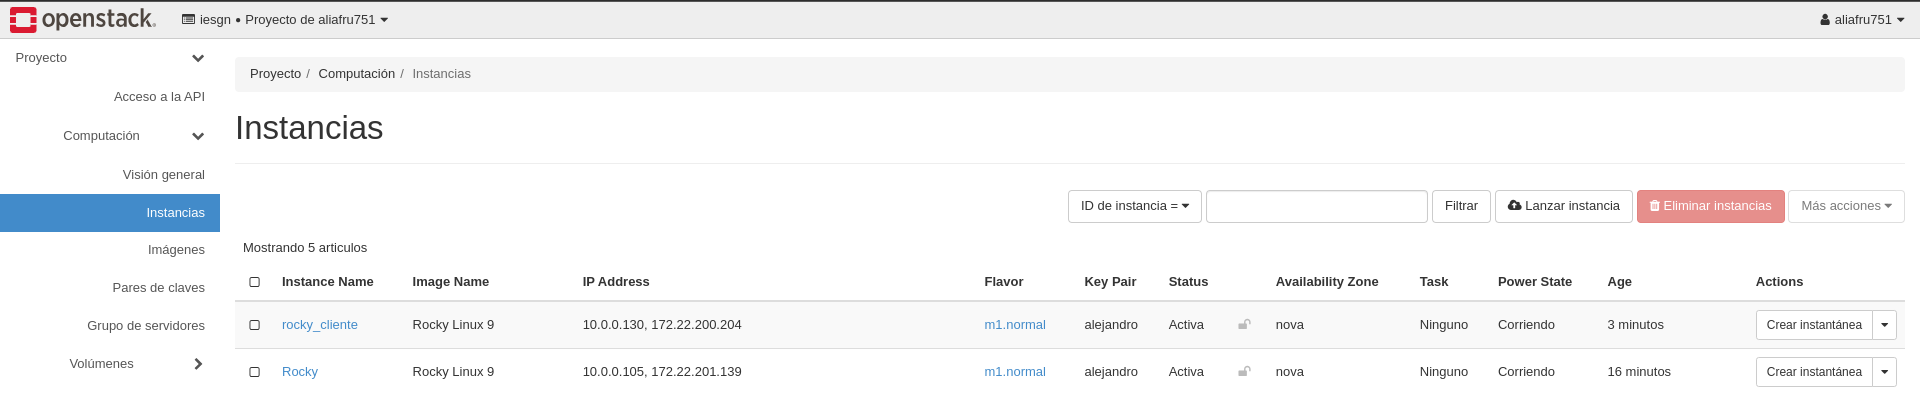 openstack. iesgn • Proyecto de aliafru751 aliafru751
Proyecto
Acceso a la API
Computación
Visión general
Instancias
Imágenes
Pares de claves
Grupo de servidores
Volúmenes
Proyecto / Computación / Instancias
Instancias
ID de instancia = Filtrar Lanzar instancia Eliminar instancias Más acciones
Mostrando 5 articulos
Instance Name Image Name IP Address Flavor Key Pair Status Availability Zone Task Power State Age Actions
rocky_cliente Rocky Linux 9 10.0.0.130, 172.22.200.204 m1.normal alejandro Activa nova Ninguno Corriendo 3 minutos Crear instantánea
Rocky Rocky Linux 9 10.0.0.105, 172.22.201.139 m1.normal alejandro Activa nova Ninguno Corriendo 16 minutos Crear instantánea